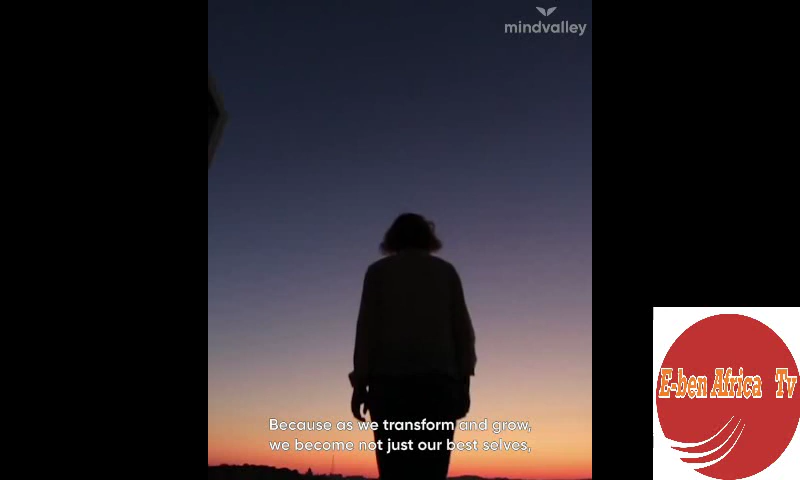 mindvalley
E-ben Africa Tv
Because as we transform and grow,
we become not just our best selves,